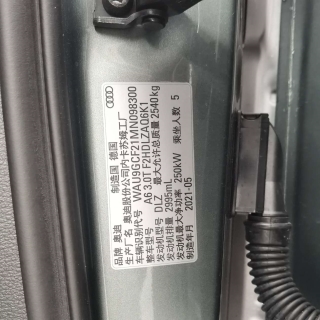 品牌 奥迪 制造国 德国
生产厂名 奥迪股份公司内卡苏姆工厂
车辆识别代号 WAU9GCF21MN098300
整车型号 A6 3.0T F2HDLZAQ6K1
发动机型号 DLZ 最大允许总质量 2540kg
发动机排量 2995mL
发动机最大净功率 250kW 乘坐人数 5
制造年月 2021-05